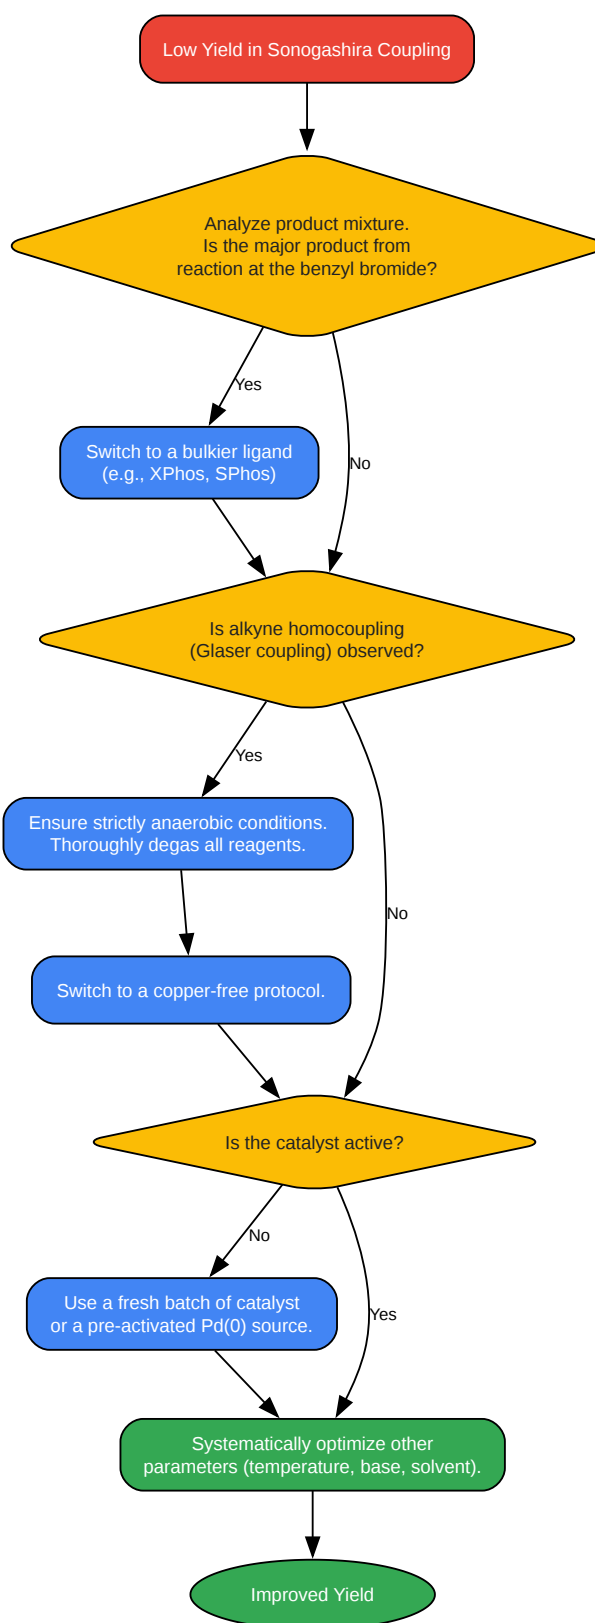 Low Yield in Sonogashira Coupling
Analyze product mixture.
Is the major product from
reaction at the benzyl bromide?
Yes
Switch to a bulkier ligand
(e.g., XPhos, SPhos)
No
Is alkyne homocoupling
(Glaser coupling) observed?
Yes
Ensure strictly anaerobic conditions.
Thoroughly degas all reagents.
No
Switch to a copper-free protocol.
Is the catalyst active?
No
Use a fresh batch of catalyst
or a pre-activated Pd(0) source.
Yes
Systematically optimize other
parameters (temperature, base, solvent).
Improved Yield